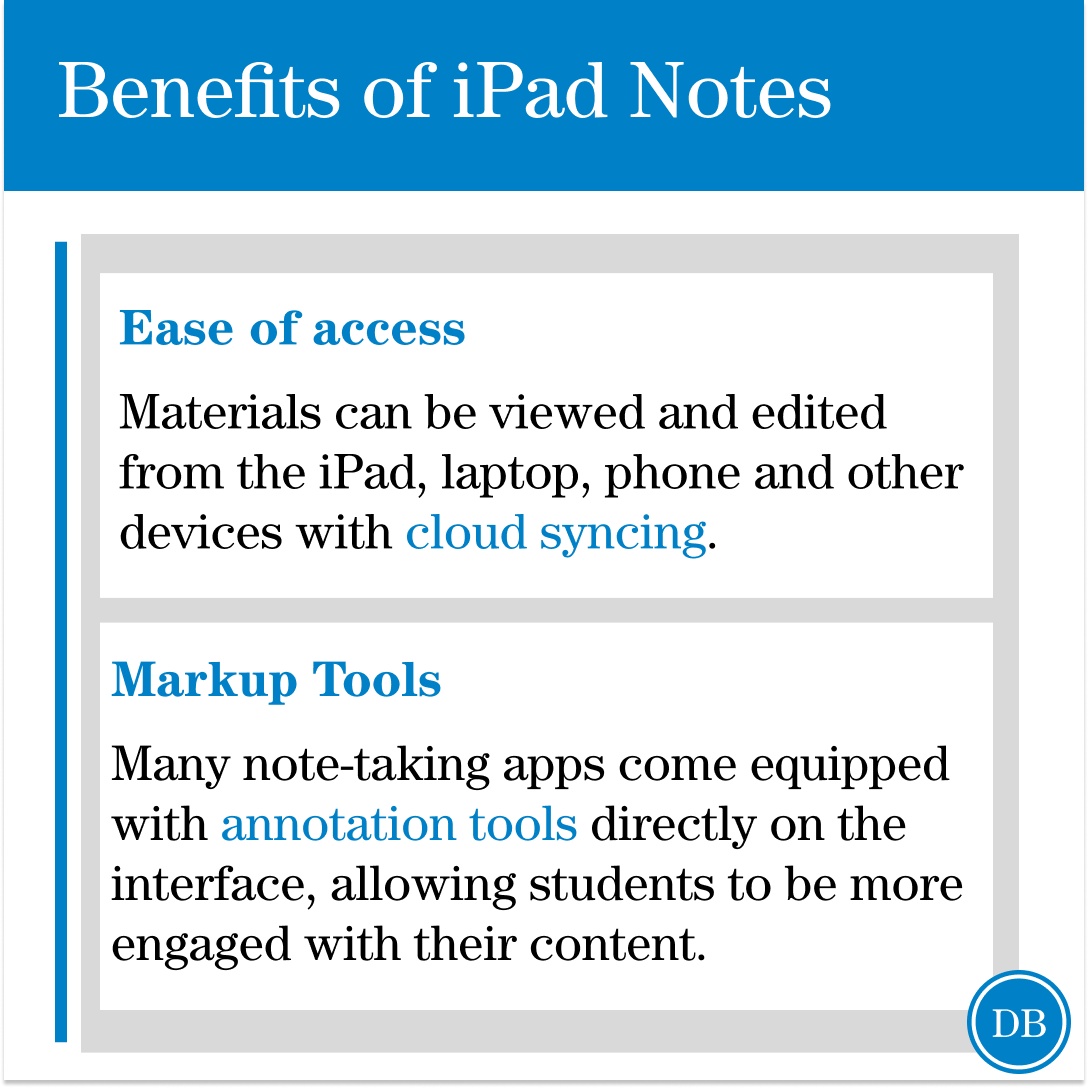 Benefits of iPad Notes
Ease of access
Materials can be viewed and edited
from the iPad, laptop, phone and other
devices with cloud syncing.
Markup Tools
Many note-taking apps come equipped
with annotation tools directly on the
interface, allowing students to be more
engaged with their content.
DB